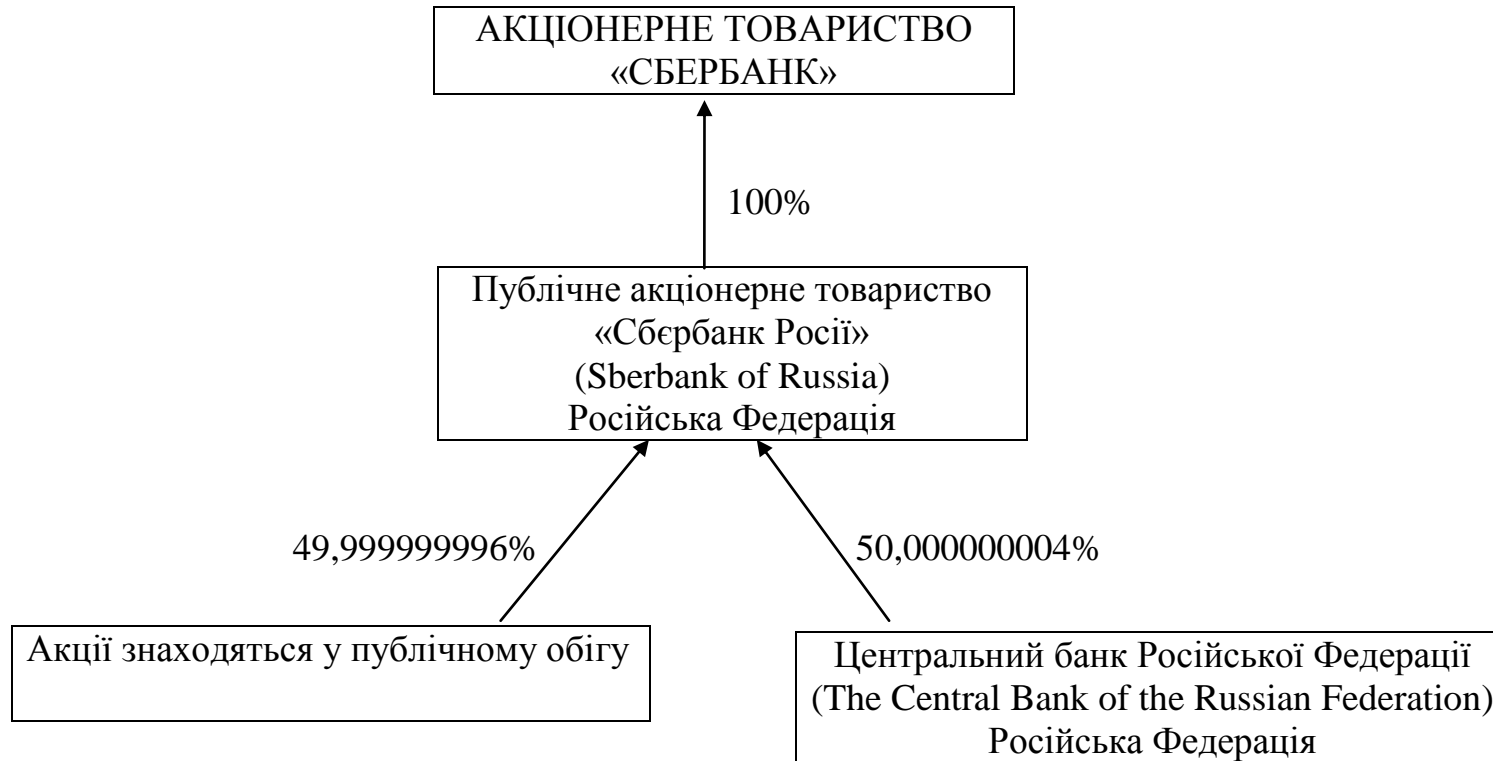 АКЦІОНЕРНЕ ТОВАРИСТВО
«СБЕРБАНК»
100%
Публічне акціонерне товариство
«Сбєрбанк Росії»
(Sberbank of Russia)
Російська Федерація
49,999999996%
50,000000004%
Акції знаходяться у публічному обігу
Центральний банк Російської Федерації
(The Central Bank of the Russian Federation)
Російська Федерація